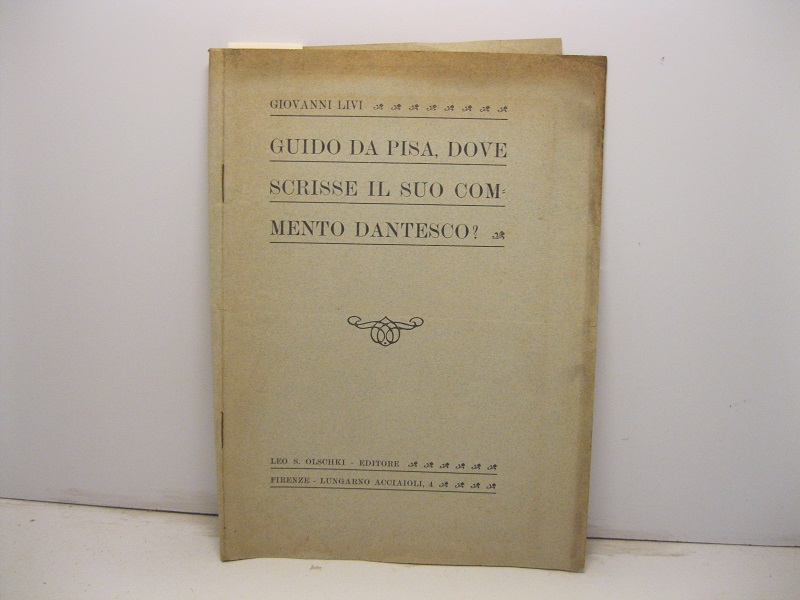 GIOVANNI LIVI
GUIDO DA PISA, DOVE
SCRISSE IL SUO COM=
MENTO DANTESCO?
LEO S. OLSCHKI - EDITORE
FIRENZE - LUNGARNO ACCIAIOLI, 4